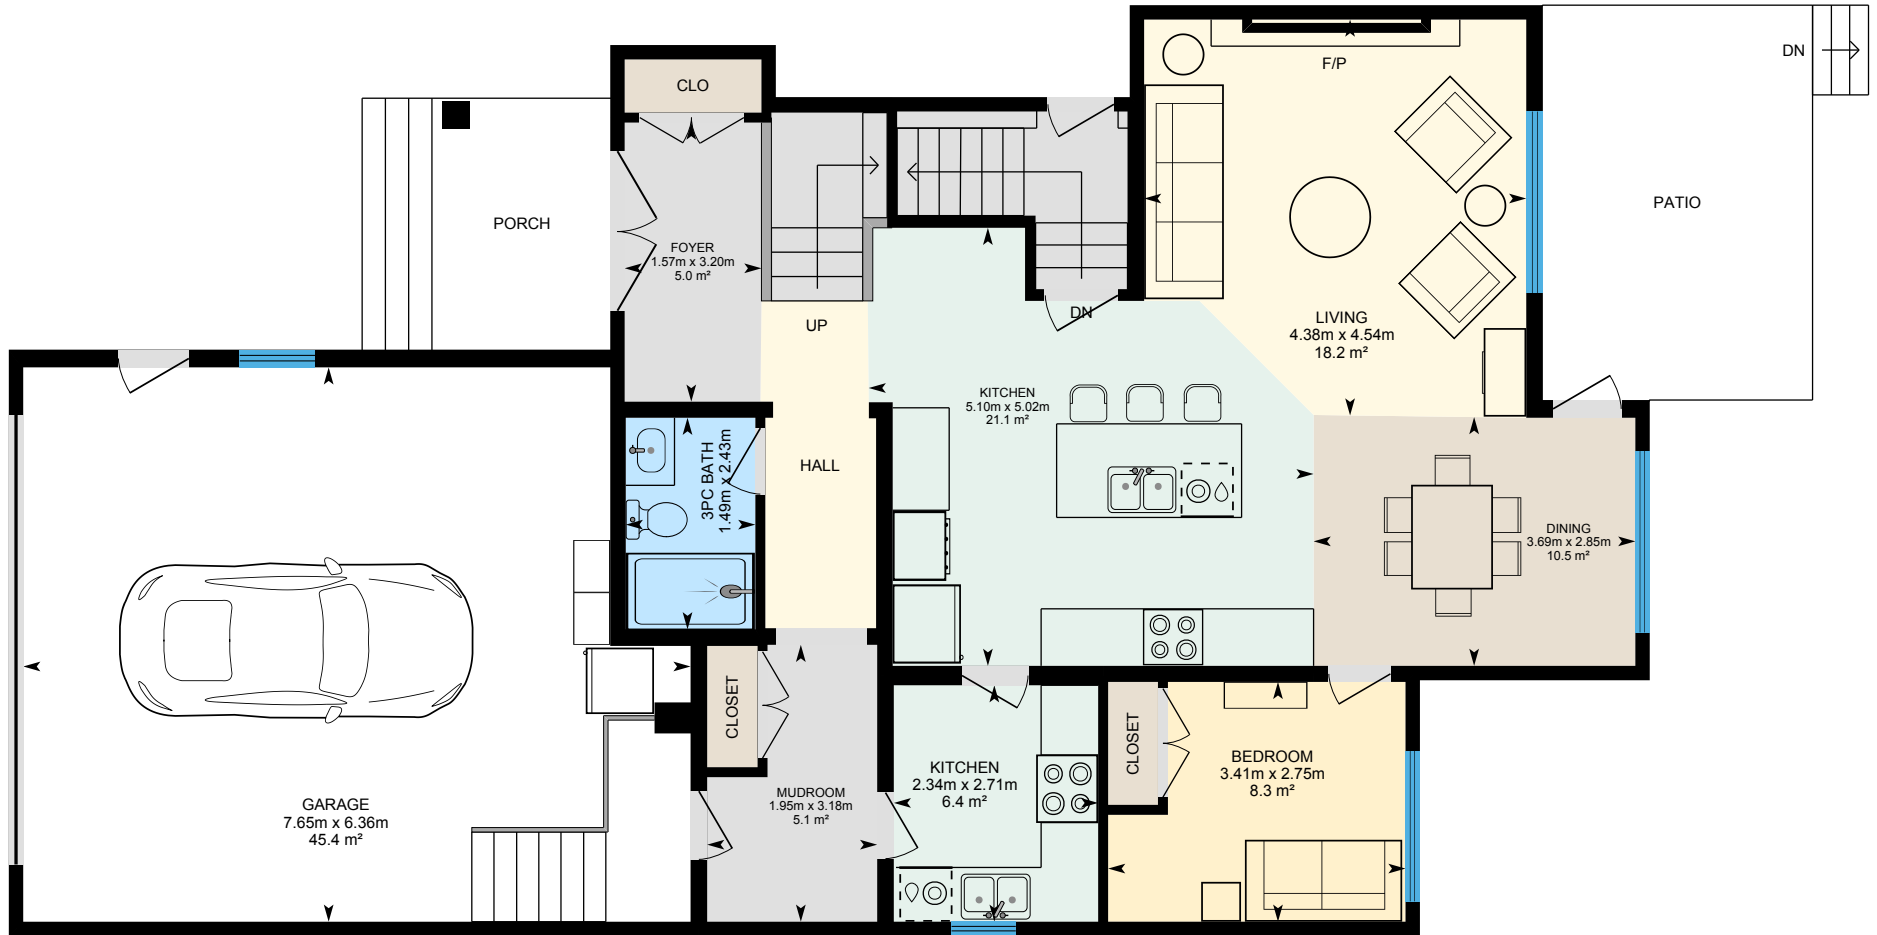 CLO
PORCH
FOYER
1.57m x 3.20m
5.0 m²
UP
DN
F/P
LIVING
4.38m x 4.54m
18.2 m²
PATIO
DN
KITCHEN
5.10m x 5.02m
21.1 m²
3PC BATH
1.49m x 2.43m
HALL
DINING
3.69m x 2.85m
10.5 m²
GARAGE
7.65m x 6.36m
45.4 m²
CLOSET
MUDROOM
1.95m x 3.18m
5.1 m²
KITCHEN
2.34m x 2.71m
6.4 m²
CLOSET
BEDROOM
3.41m x 2.75m
8.3 m²